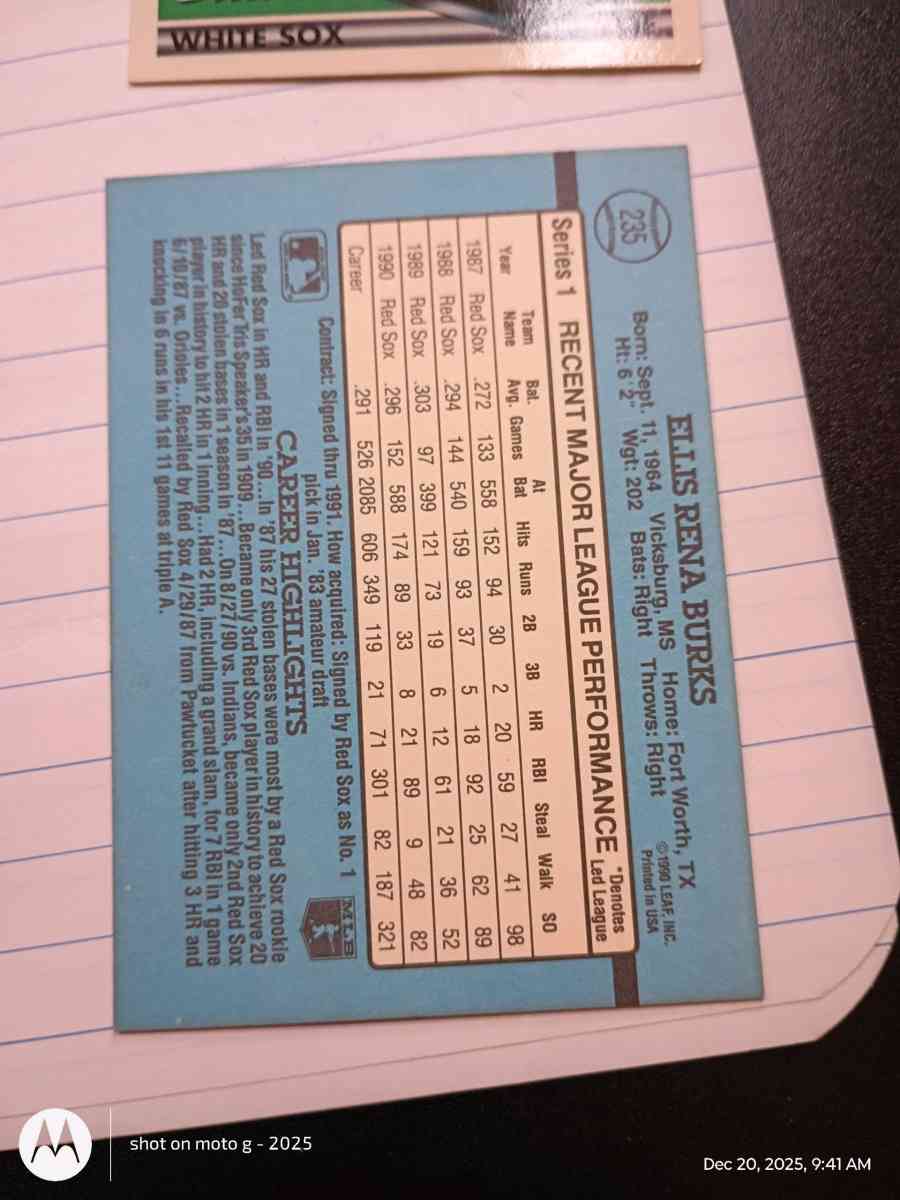 WHITE SOX
235
ELLIS RENA BURKS
Born: Sept. 11, 1964 Vicksburg, MS Home: Fort Worth, TX
Ht: 6'2" Wgt: 202 Bats: Right Throws: Right
©1990 LEAF, INC.
Printed in USA
Series 1 RECENT MAJOR LEAGUE PERFORMANCE *Denotes Led League
Year Team Name Bat. Avg. Games At Bat Hits Runs 2B 3B HR RBI Steal Walk SO
1987 Red Sox .272 133 558 152 94 30 2 20 59 27 41 98
1988 Red Sox .294 144 540 159 93 37 5 18 92 25 62 89
1989 Red Sox .303 97 399 121 73 19 6 12 61 21 36 52
1990 Red Sox .296 152 588 174 89 33 8 21 89 9 48 82
Career .291 526 2085 606 349 119 21 71 301 82 187 321
Contract: Signed thru 1991. How acquired: Signed by Red Sox as No. 1
pick in Jan. '83 amateur draft
MLB
CAREER HIGHLIGHTS
Led Red Sox in HR and RBI in '90...In '87 his 27 stolen bases were most by a Red Sox rookie
since HoFer Tris Speaker's 35 in 1909...Became only 3rd Red Sox player in history to achieve 20
HR and 20 stolen bases in 1 season in '87...On 8/27/90 vs. Indians, became only 2nd Red Sox
player in history to hit 2 HR in 1 inning...Had 2 HR, including a grand slam, for 7 RBI in 1 game
6/10/87 vs. Orioles...Recalled by Red Sox 4/29/87 from Pawtucket after hitting 3 HR and
knocking in 6 runs in his 1st 11 games at triple A.
shot on moto g - 2025
Dec 20, 2025, 9:41 AM